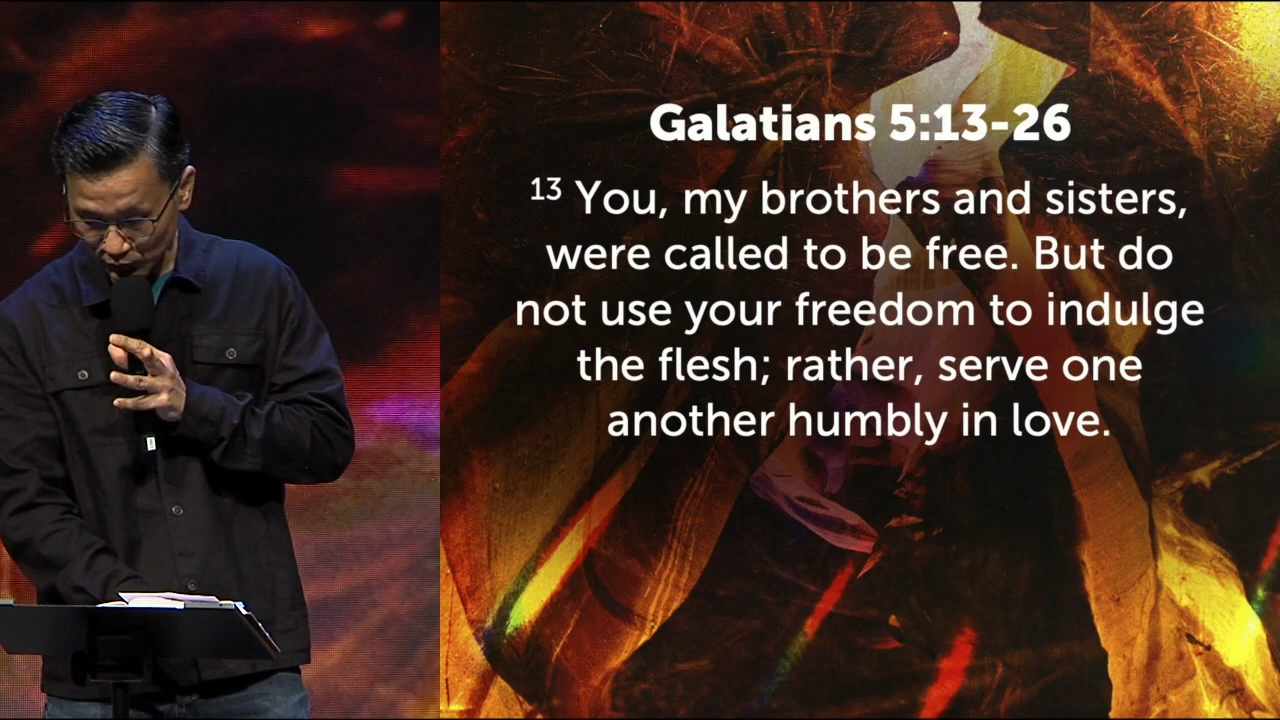 Galatians 5:13-26
13 You, my brothers and sisters,
were called to be free. But do
not use your freedom to indulge
the flesh; rather, serve one
another humbly in love.